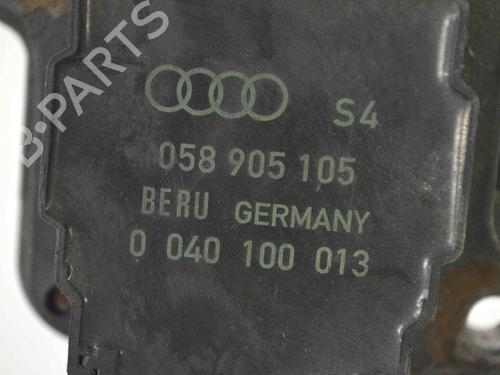 B-PARTS
S4
058 905 105
BERU GERMANY
0 040 100 013